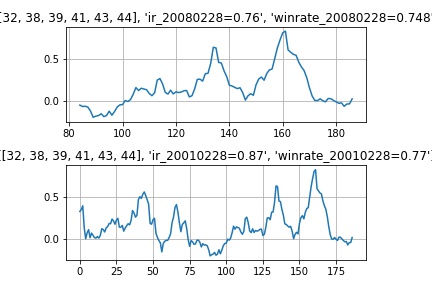 [32, 38, 39, 41, 43, 44], 'ir_20080228=0.76', 'winrate_20080228=0.748'
0.5
0.0
80 100 120 140 160 180
[[32, 38, 39, 41, 43, 44], 'ir_20010228=0.87', 'winrate_20010228=0.77']
0.5
0.0
0 25 50 75 100 125 150 175